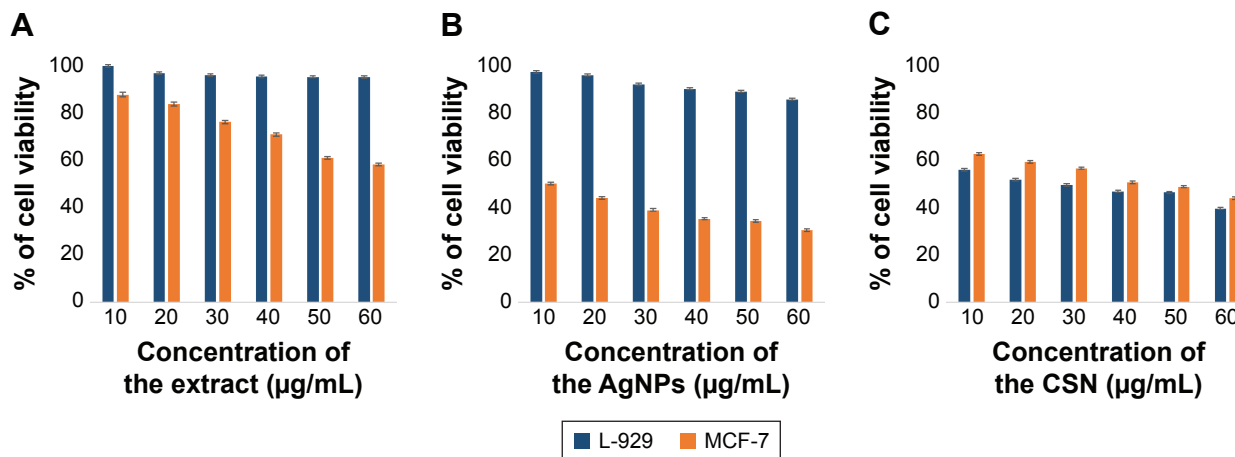 A
% of cell viability
100
80
60
40
20
0
10 20 30 40 50 60
Concentration of
the extract (µg/mL)
B
% of cell viability
100
80
60
40
20
0
10 20 30 40 50 60
Concentration of
the AgNPs (µg/mL)
C
% of cell viability
100
80
60
40
20
0
10 20 30 40 50 60
Concentration of
the CSN (µg/mL)
L-929 MCF-7